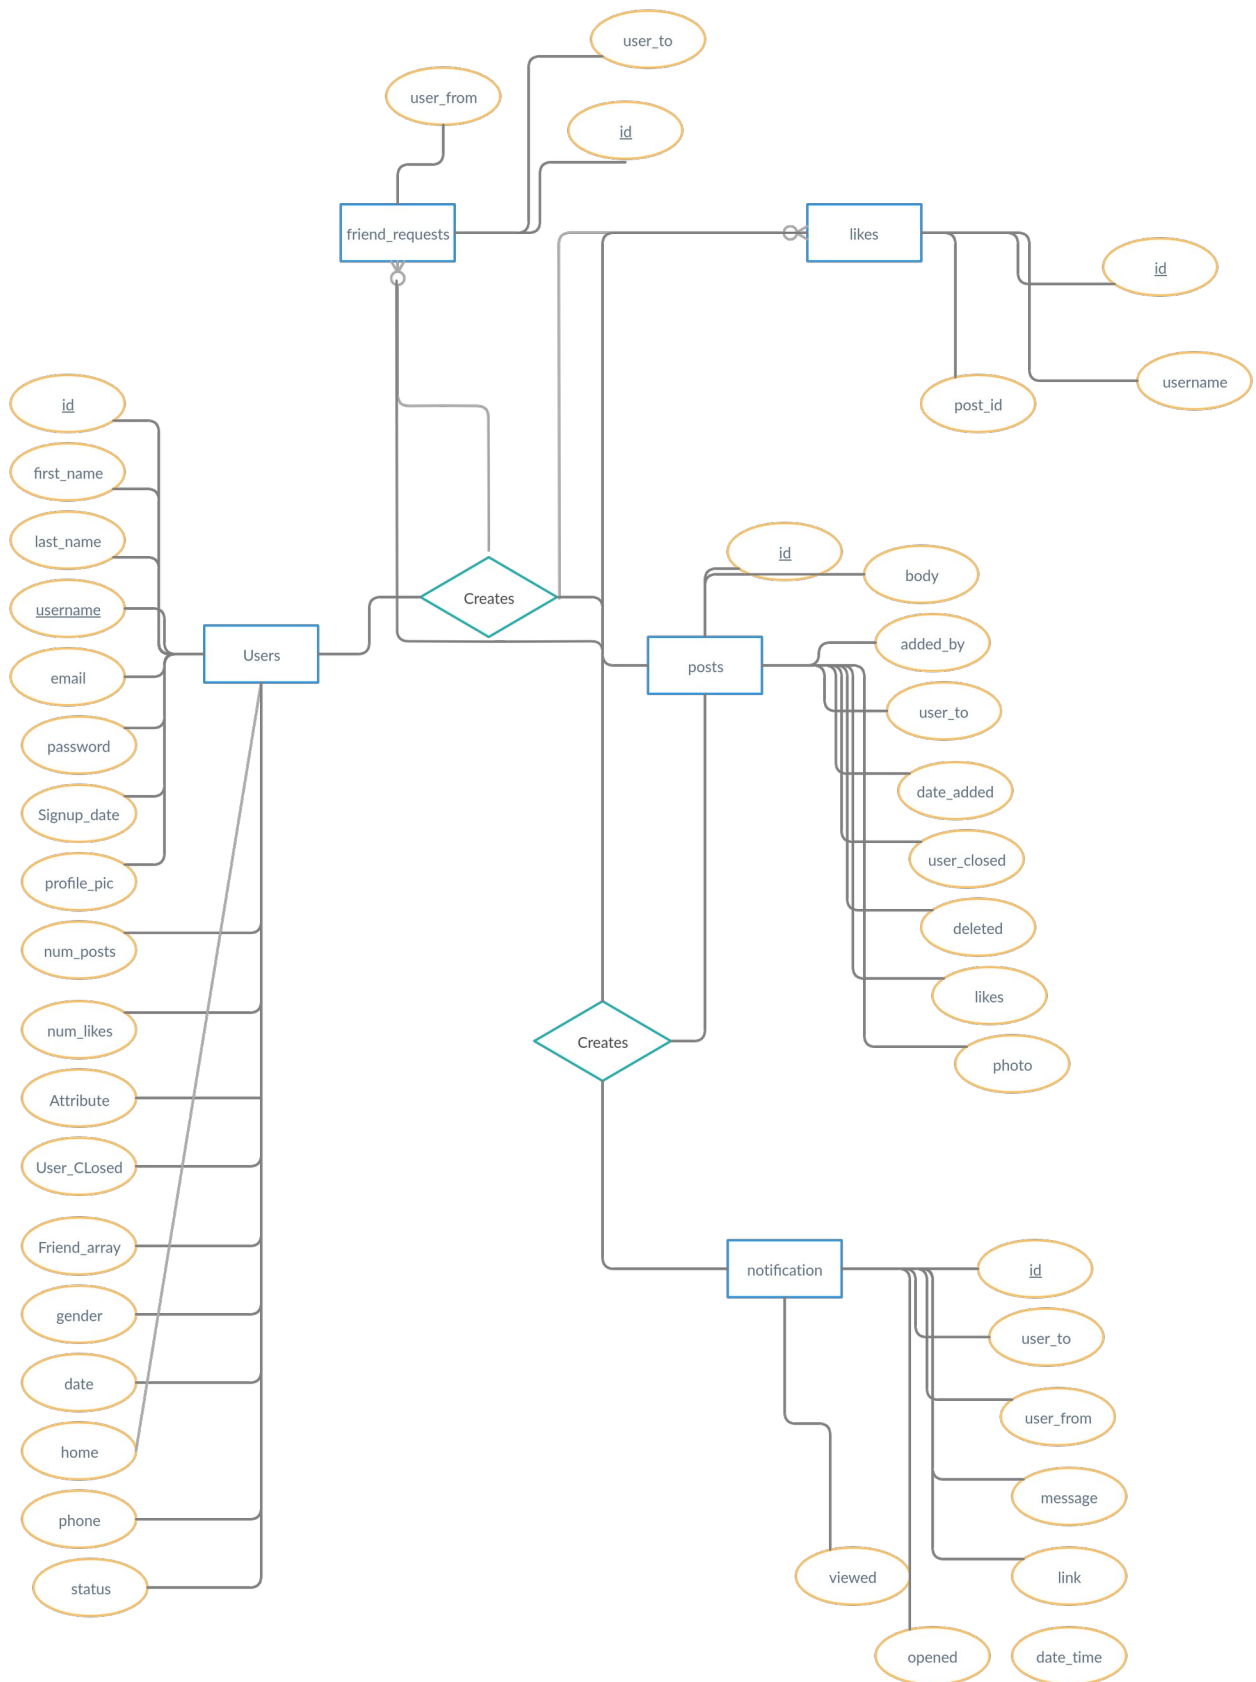 user_to
user_from
id
friend_requests
likes
id
username
post_id
id
first_name
last_name
username
email
password
Signup_date
profile_pic
num_posts
num_likes
Attribute
User_CLosed
Friend_array
gender
date
home
phone
status
Users
Creates
id
body
posts
added_by
user_to
date_added
user_closed
deleted
likes
photo
Creates
notification
id
user_to
user_from
message
link
viewed
opened
date_time